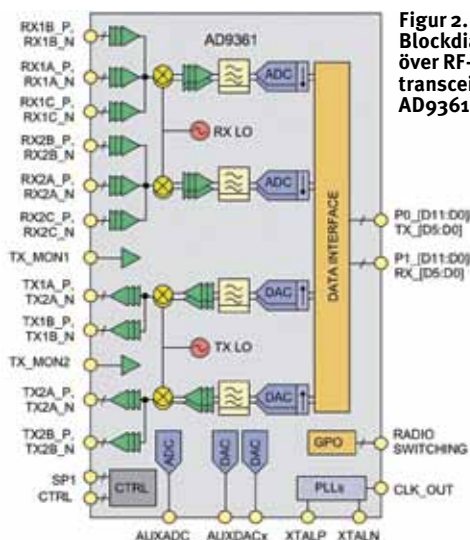 Figur 2.
Blockdia
över RF-
transcei
AD9361
AD9361
RX1B_P,
RX1B_N
RX1A_P,
RX1A_N
RX1C_P,
RX1C_N
RX2B_P,
RX2B_N
RX2A_P,
RX2A_N
RX2C_P,
RX2C_N
TX_MON1
TX1A_P,
TX2A_N
TX1B_P,
TX1B_N
TX_MON2
TX2A_P,
TX2A_N
TX2B_P,
TX2B_N
SP1
CTRL
CTRL
ADC
RX LO
ADC
DAC
TX LO
DAC
DATA INTERFACE
P0_[D11:D0]/
TX_[D5:D0]
P1_[D11:D0]/
RX_[D5:D0]
ADC
DAC
DAC
GPO
RADIO
SWITCHING
PLLs
CLK_OUT
AUXADC
AUXDACx
XTALP
XTALN